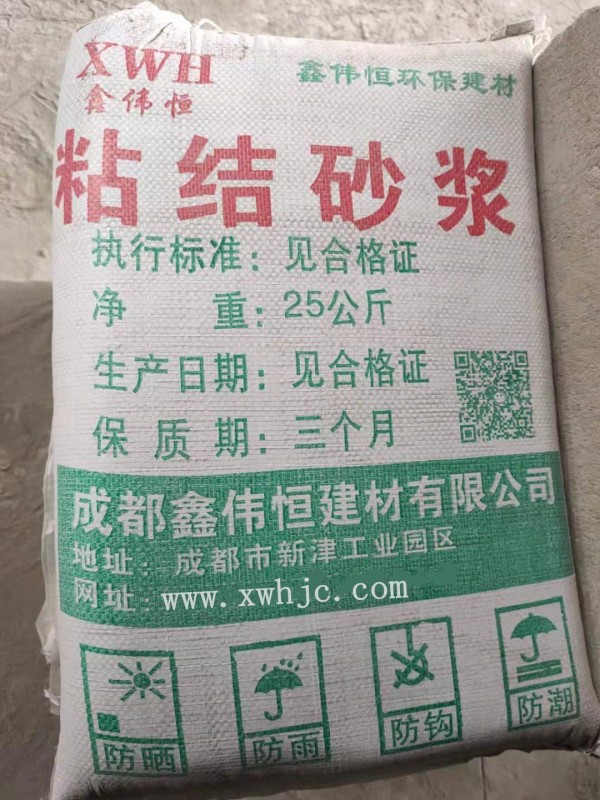 XWH
鑫伟恒
鑫伟恒环保建材
粘结砂浆
执行标准：见合格证
净 重：25公斤
生产日期：见合格证
保质期：三个月
成都鑫伟恒建材有限公司
地址：成都市新津工业园区
网址：www.xwhjc.com
防晒
防雨
防钩
防潮